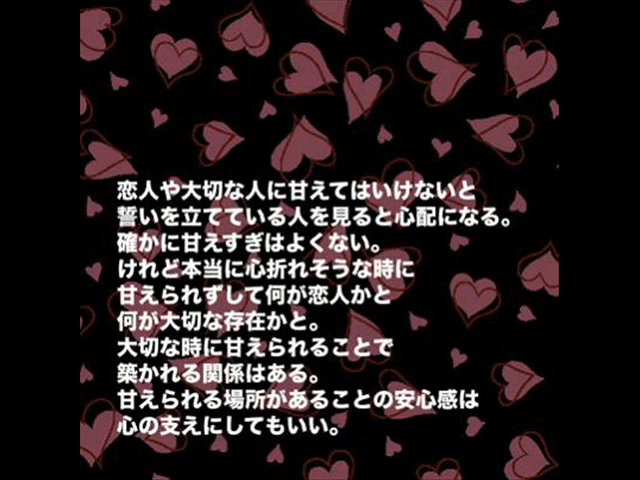 恋人や大切な人に甘えてはいけないと
誓いを立てている人を見ると心配になる。
確かに甘えすぎはよくない。
けれど本当に心折れそうな時に
甘えられずして何が恋人かと
何が大切な存在かと。
大切な時に甘えられることで
築かれる関係はある。
甘えられる場所があることの安心感は
心の支えにしてもいい。